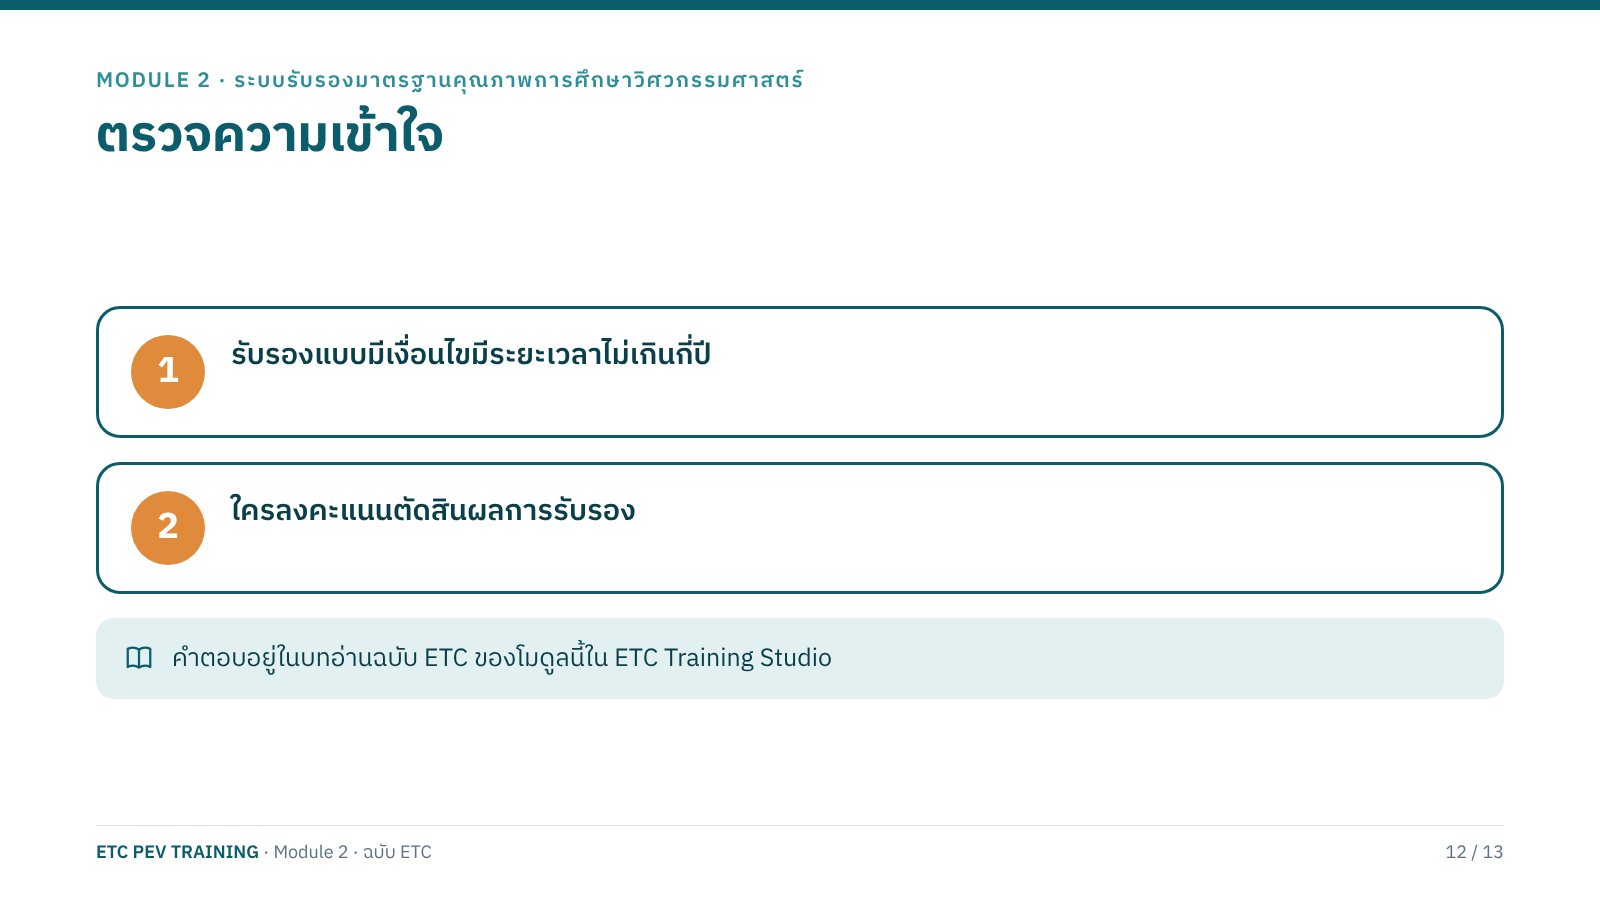 MODULE 2 · ระบบรับรองมาตรฐานคุณภาพการศึกษาวิศวกรรมศาสตร์
ตรวจความเข้าใจ
1 รับรองแบบมีเงื่อนไขมีระยะเวลาไม่เกินกี่ปี
2 ใครลงคะแนนตัดสินผลการรับรอง
คำตอบอยู่ในบทอ่านฉบับ ETC ของโมดูลนี้ใน ETC Training Studio
ETC PEV TRAINING · Module 2 · ฉบับ ETC 12 / 13